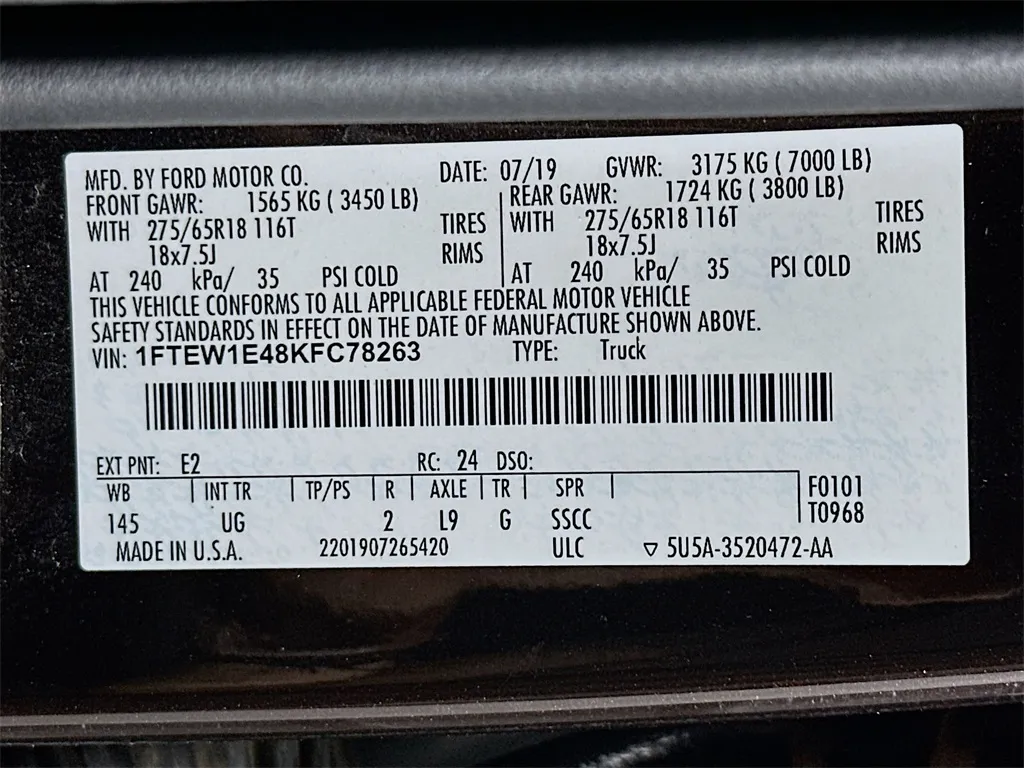 MFD. BY FORD MOTOR CO. DATE: 07/19 GVWR: 3175 KG ( 7000 LB)
FRONT GAWR: 1565 KG ( 3450 LB) REAR GAWR: 1724 KG ( 3800 LB)
WITH 275/65R18 116T TIRES WITH 275/65R18 116T TIRES
18x7.5J RIMS 18x7.5J RIMS
AT 240 kPa/ 35 PSI COLD AT 240 kPa/ 35 PSI COLD
THIS VEHICLE CONFORMS TO ALL APPLICABLE FEDERAL MOTOR VEHICLE
SAFETY STANDARDS IN EFFECT ON THE DATE OF MANUFACTURE SHOWN ABOVE.
VIN: 1FTEW1E48KFC78263 TYPE: Truck
EXT PNT: E2 RC: 24 DSO:
WB INT TR TP/PS R AXLE TR SPR F0101
145 UG 2 L9 G SSCC T0968
MADE IN U.S.A. 2201907265420 ULC ▽ 5U5A-3520472-AA